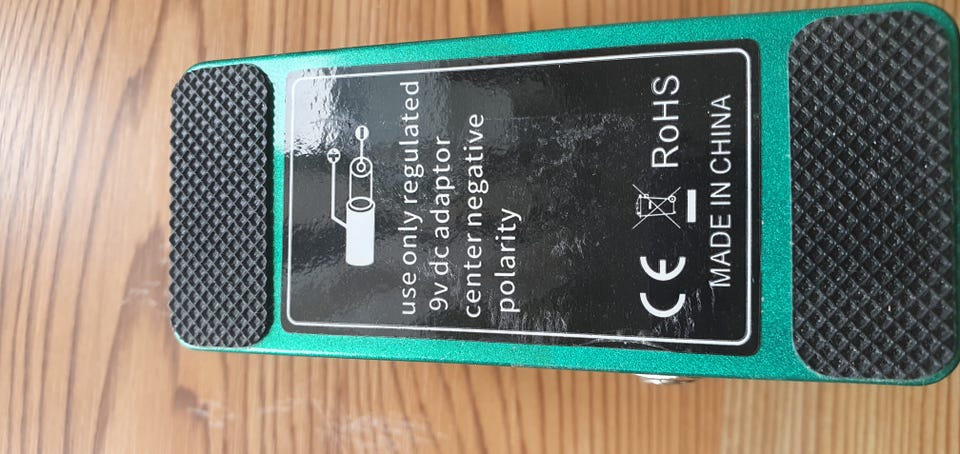 use only regulated
9v dc adaptor
center negative
polarity
CE RoHS
MADE IN CHINA